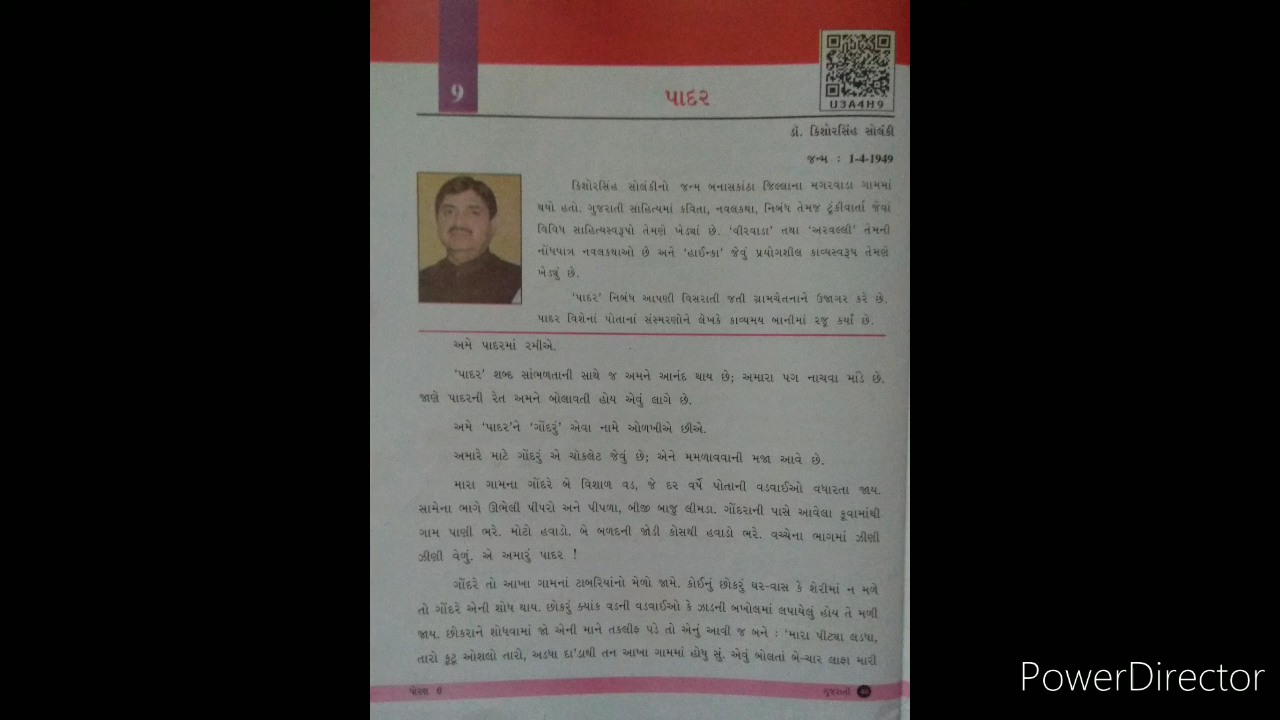 9
પાદર
U3A4H9
ડૉ. કિશોરસિંહ સોલંકી
જન્મ : 1-4-1949
કિશોરસિંહ સોલંકીનો જન્મ બનાસકાંઠા જિલ્લાના મગરવાડા ગામમાં
થયો હતો. ગુજરાતી સાહિત્યમાં કવિતા, નવલકથા, નિબંધ તેમજ ટૂંકીવાર્તા જેવાં
વિવિધ સાહિત્યસ્વરૂપો તેમણે ખેડ્યાં છે. ‘વીરવાડા’ તથા ‘અરવલ્લી’ તેમની
નોંધપાત્ર નવલકથાઓ છે અને ‘હાઈન્કા’ જેવું પ્રયોગશીલ કાવ્યસ્વરૂપ તેમણે
ખેડ્યું છે.
‘પાદર’ નિબંધ આપણી વિસરાતી જતી ગ્રામચેતનાને ઉજાગર કરે છે.
પાદર વિશેનાં પોતાનાં સંસ્મરણોને લેખકે કાવ્યમય બાનીમાં રજૂ કર્યાં છે.
અમે પાદરમાં રમીએ.
‘પાદર’ શબ્દ સાંભળતાની સાથે જ અમને આનંદ થાય છે; અમારા પગ નાચવા માંડે છે.
જાણે પાદરની રેત અમને બોલાવતી હોય એવું લાગે છે.
અમે ‘પાદર’ને ‘ગોંદરું’ એવા નામે ઓળખીએ છીએ.
અમારે માટે ગોંદરું એ ચૉકલેટ જેવું છે; એને મમળાવવાની મજા આવે છે.
મારા ગામના ગોંદરે બે વિશાળ વડ, જે દર વર્ષે પોતાની વડવાઈઓ વધારતા જાય.
સામેના ભાગે ઊભેલી પીપરો અને પીપળા, બીજી બાજુ લીમડા. ગોંદરાની પાસે આવેલા કૂવામાંથી
ગામ પાણી ભરે. મોટો હવાડો. બે બળદની જોડી કોસથી હવાડો ભરે. વચ્ચેના ભાગમાં ઝીણી
ઝીણી વેળું. એ અમારું પાદર !
ગોંદરે તો આખા ગામનાં ટાબરિયાંનો મેળો જામે. કોઈનું છોકરું ઘર-વાસ કે શેરીમાં ન મળે
તો ગોંદરે એની શોધ થાય. છોકરું ક્યાંક વડની વડવાઈઓ કે ઝાડની બખોલમાં લપાયેલું હોય તે મળી
જાય. છોકરાને શોધવામાં જો એની માને તકલીફ પડે તો એનું આવી જ બને : ‘મારા પીટ્યા લડધા,
તારો કૂટૂ ઓશલો તારો, અડધા દા’ડાથી તન આખા ગામમાં હોધુ સું. એવું બોલતાં બે-ચાર લાફા મારી
ધોરણ 6
ગુજરાતી
PowerDirector